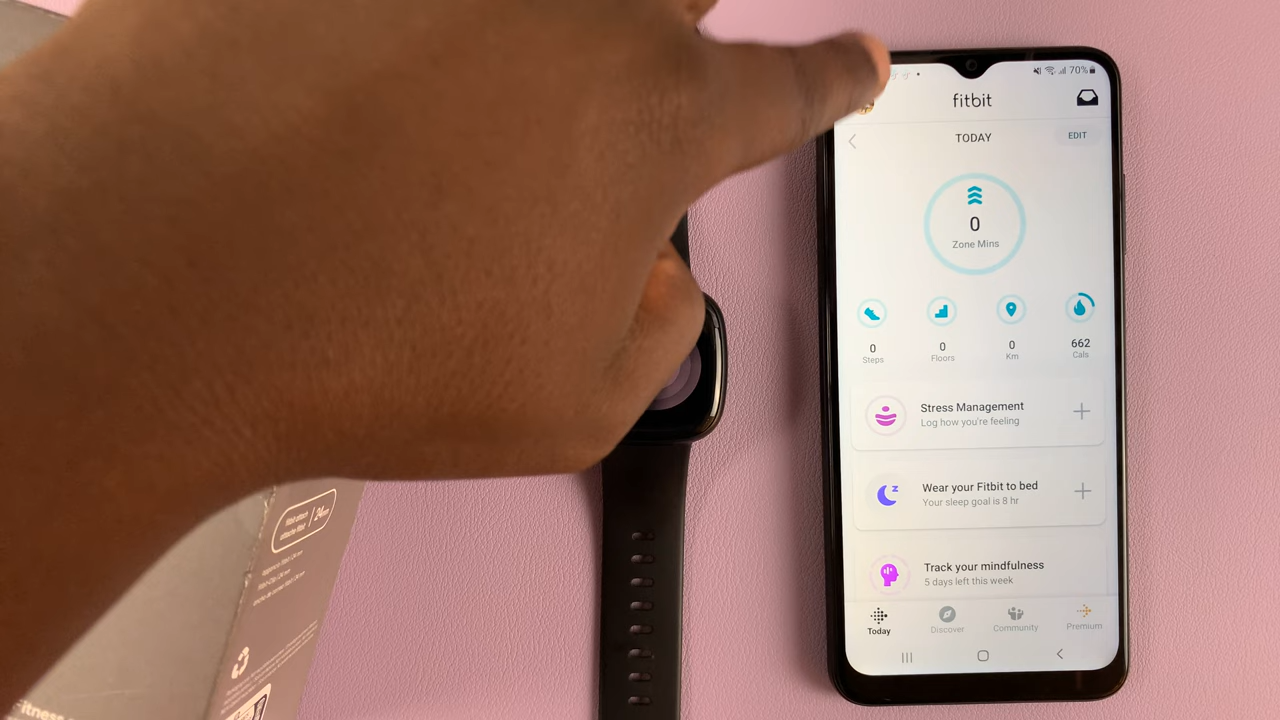 70%
fitbit
TODAY
EDIT
0
Zone Mins
0
Steps
0
Floors
0
Km
662
Cals
Stress Management
Log how you're feeling
Wear your Fitbit to bed
Your sleep goal is 8 hr
Track your mindfulness
5 days left this week
Today
Discover
Community
Premium
24mm